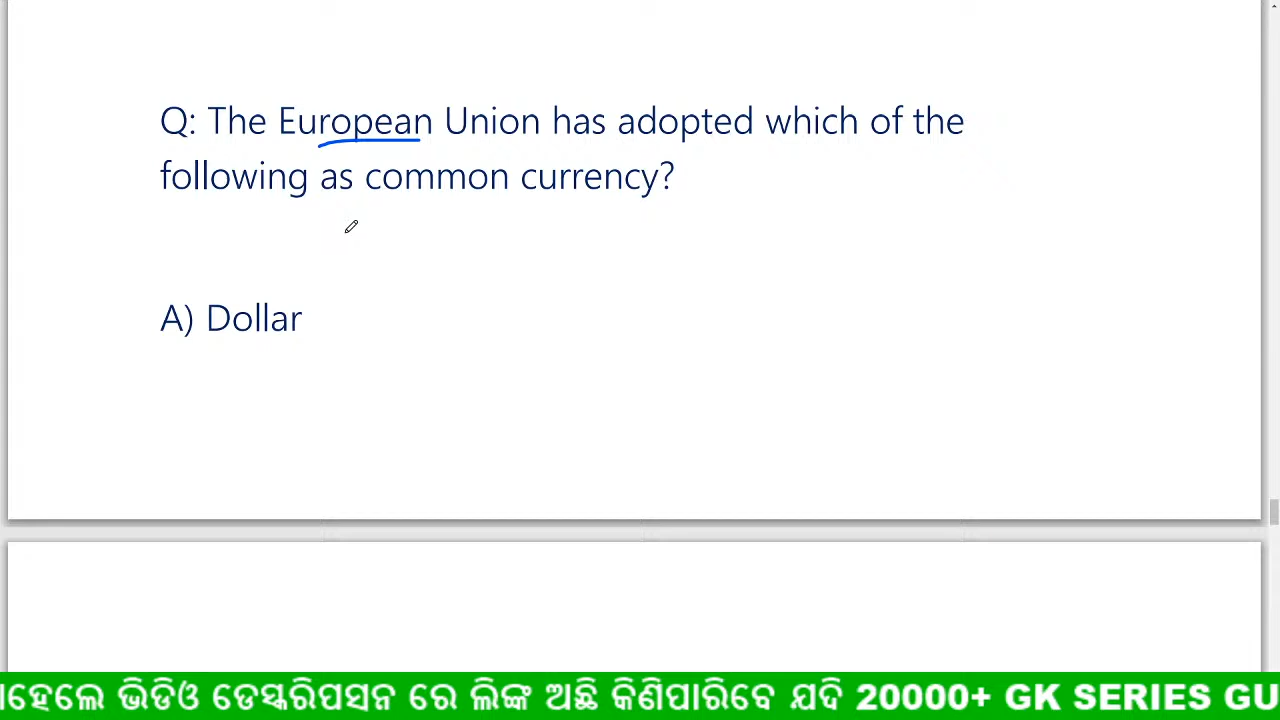 Q: The European Union has adopted which of the
following as common currency?
A) Dollar
ହେଲେ ଭିଡିଓ ଡେସ୍କରିପସନ ରେ ଲିଙ୍କ ଅଛି କିଣିପାରିବେ ଯଦି 20000+ GK SERIES GU